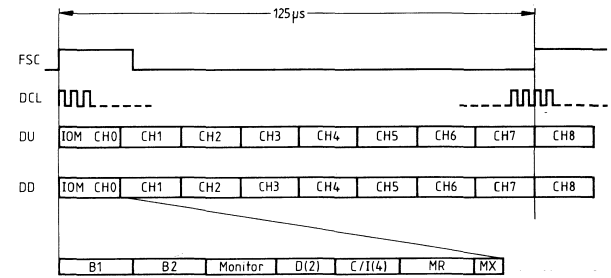 125µs
FSC
DCL
DU IOM CH0 CH1 CH2 CH3 CH4 CH5 CH6 CH7 CH8
DD IOM CH0 CH1 CH2 CH3 CH4 CH5 CH6 CH7 CH8
B1 B2 Monitor D(2) C/I(4) MR MX